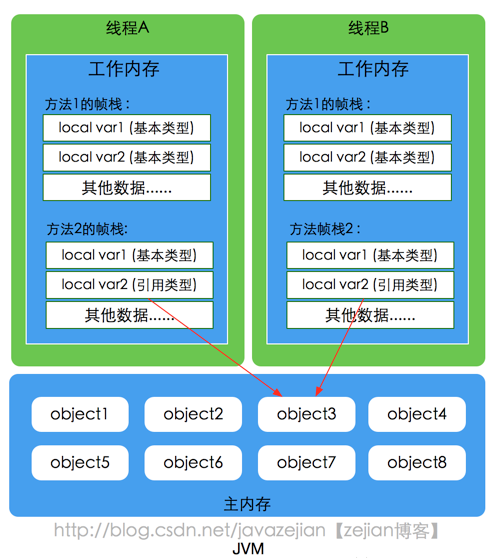 线程A
工作内存
方法1的帧栈：
local var1 (基本类型)
local var2 (基本类型)
其他数据......
方法2的帧栈:
local var1 (基本类型)
local var2 (引用类型)
其他数据......
线程B
工作内存
方法1的帧栈：
local var1 (基本类型)
local var2 (基本类型)
其他数据......
方法帧栈2：
local var1 (基本类型)
local var2 (引用类型)
其他数据......
object1
object2
object3
object4
object5
object6
object7
object8
主内存
http://blog.csdn.net/javazejian【zejian博客】
JVM